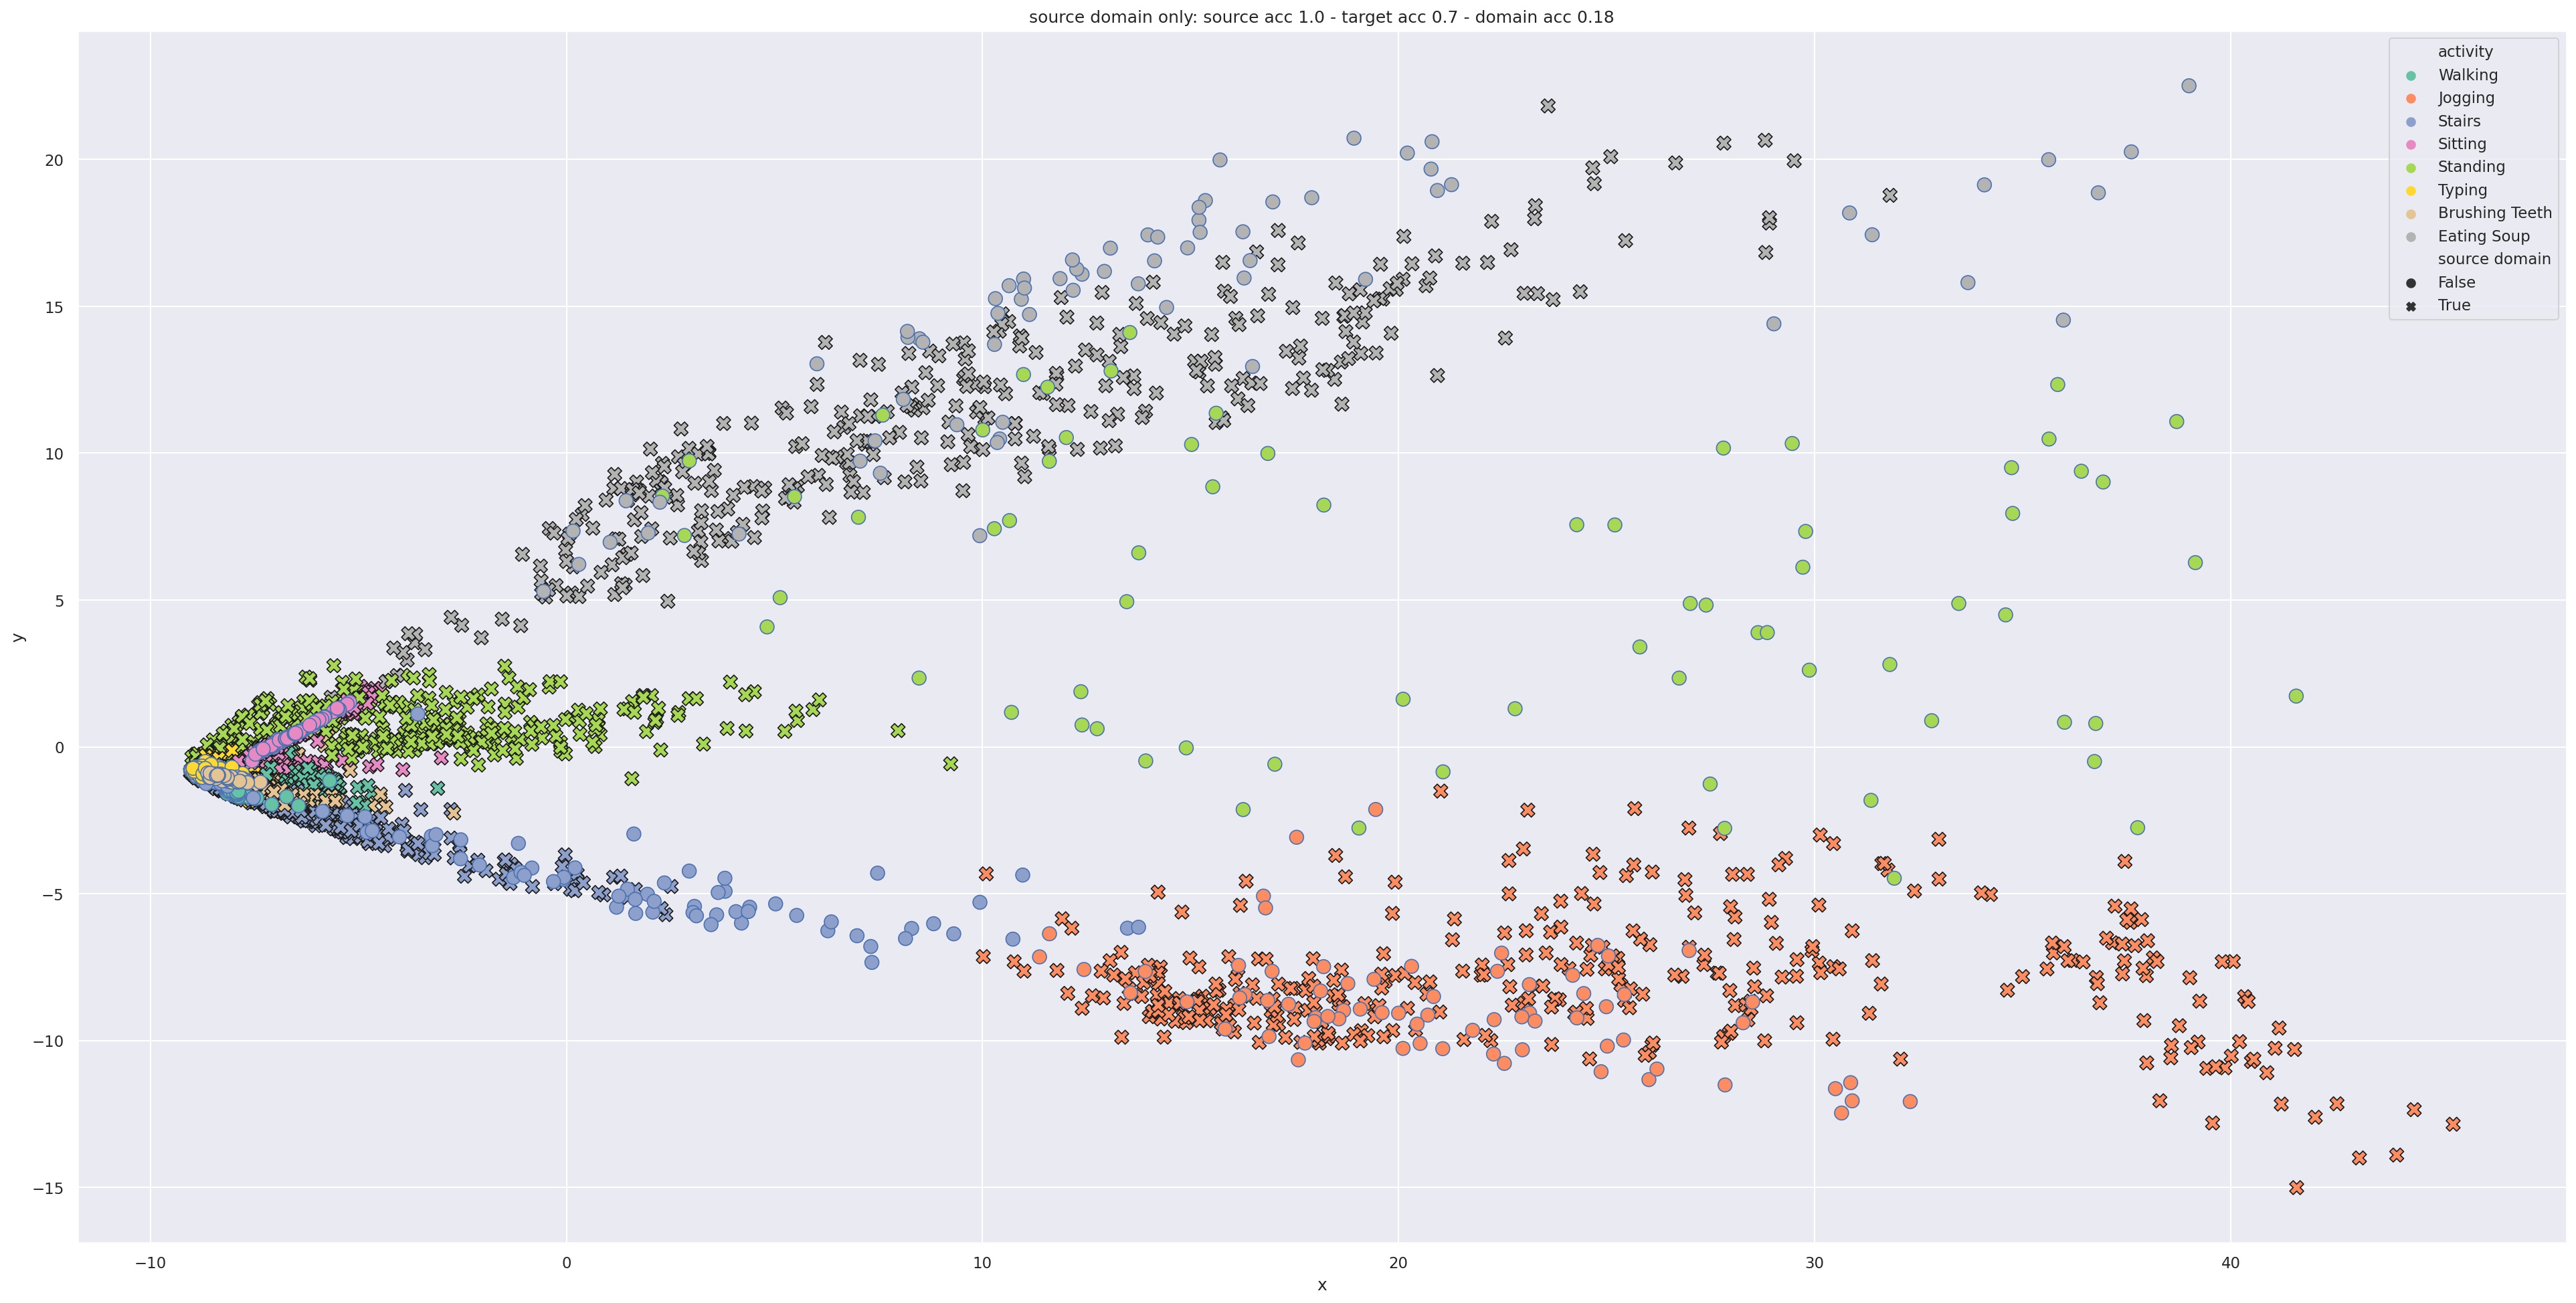 source domain only: source acc 1.0 - target acc 0.7 - domain acc 0.18
activity
Walking
Jogging
Stairs
Sitting
Standing
Typing
Brushing Teeth
Eating Soup
source domain
False
True
20
15
10
5
0
−5
−10
−15
y
−10 0 10 20 30 40
x